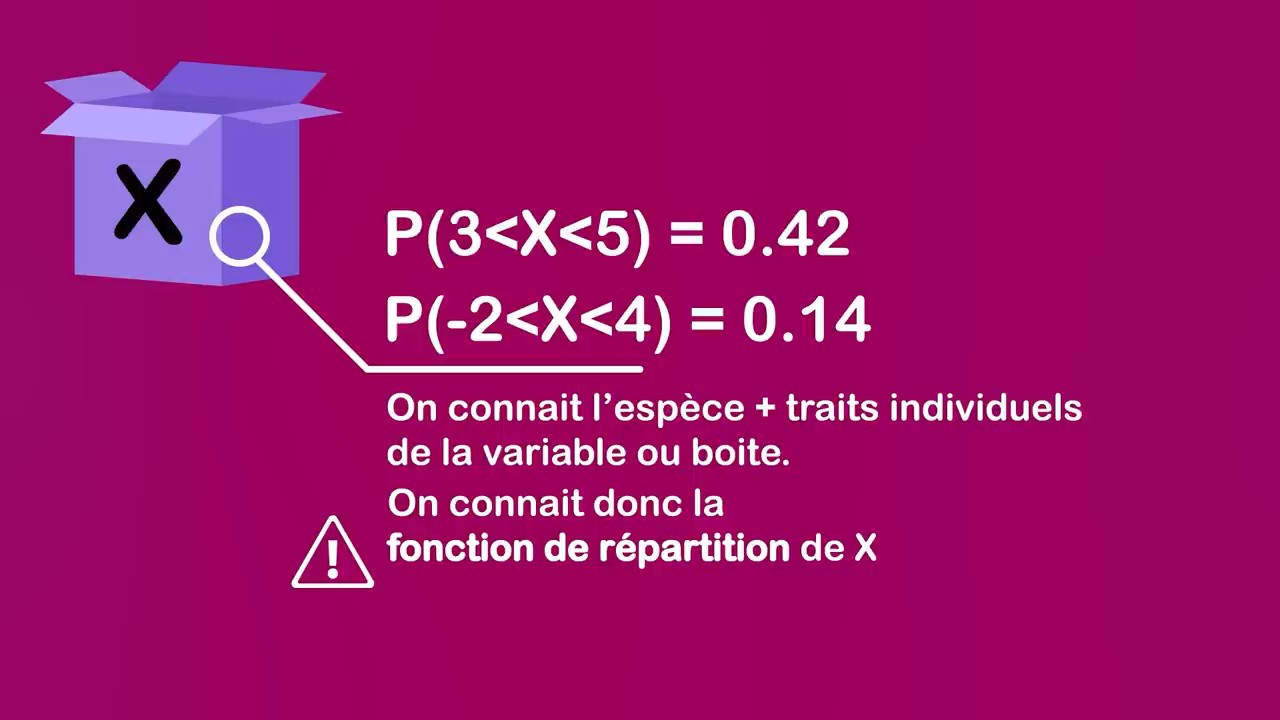 X
P(3<X<5) = 0.42
P(-2<X<4) = 0.14
On connait l’espèce + traits individuels
de la variable ou boite.
On connait donc la
fonction de répartition de X
!